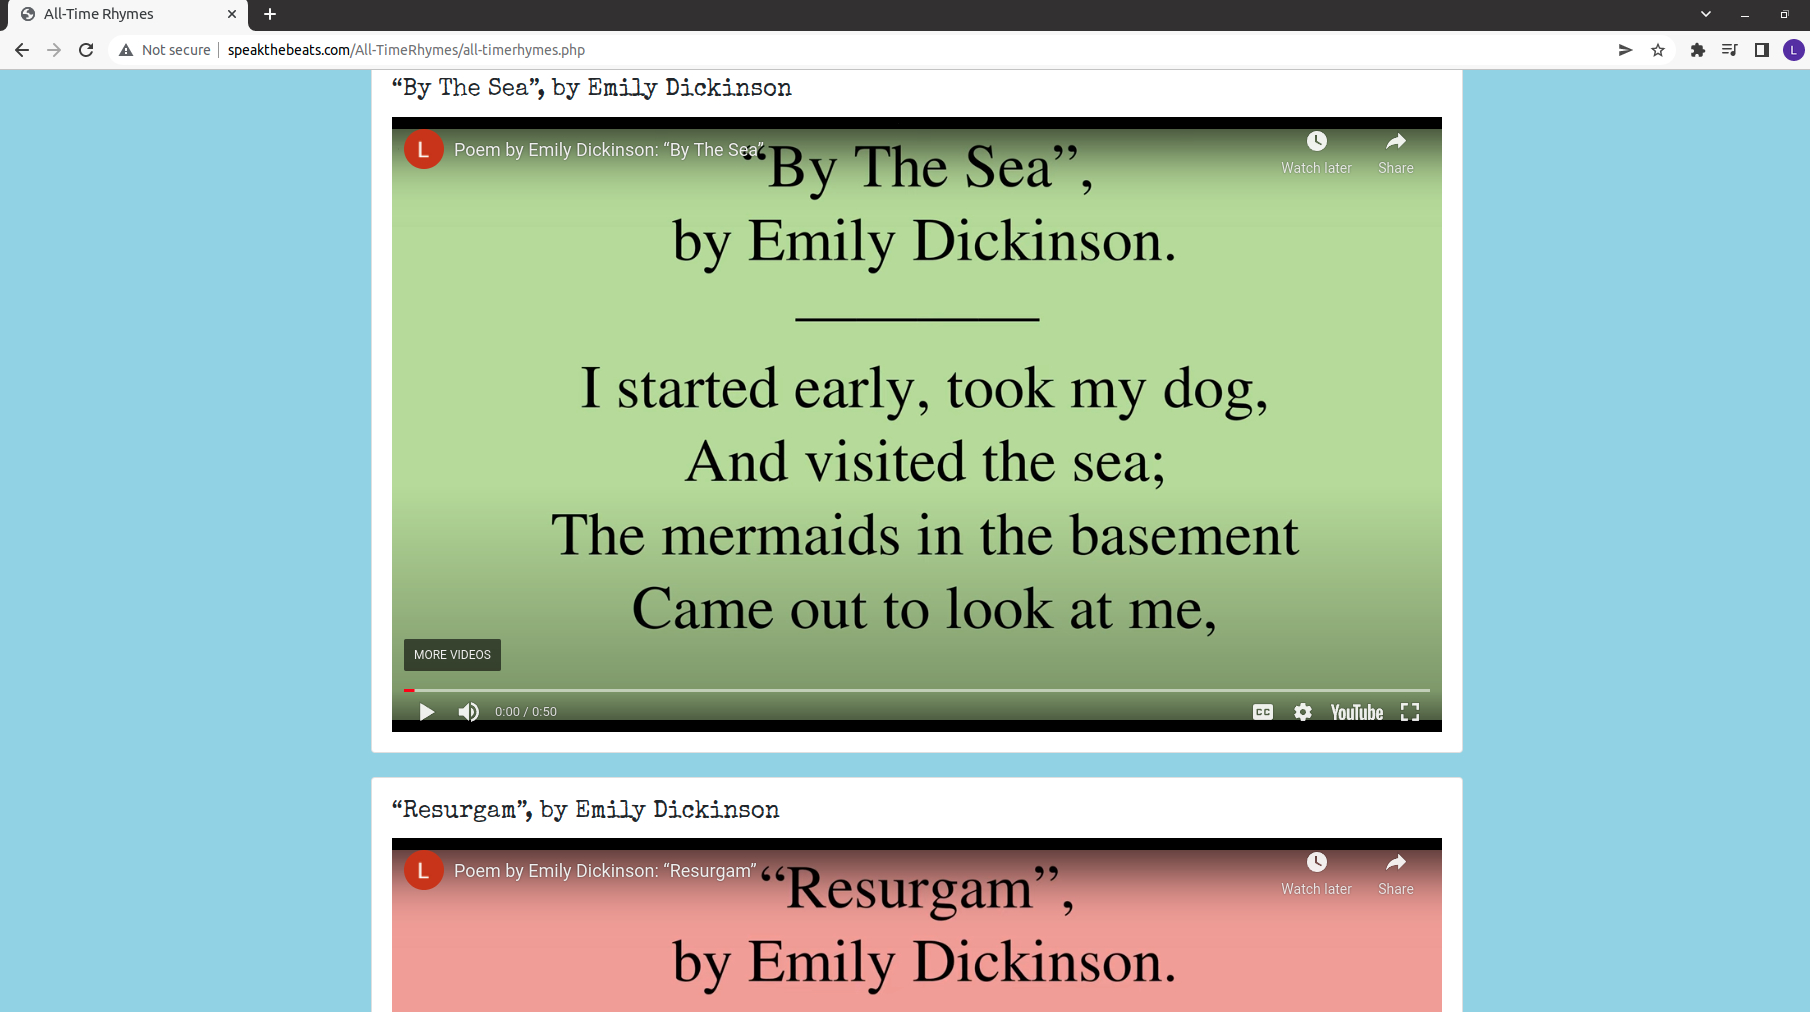 All-Time Rhymes
Not secure
speakthebeats.com/All-TimeRhymes/all-timerhymes.php
L
“By The Sea”, by Emily Dickinson
L
Poem by Emily Dickinson: “By The Sea”
Watch later
Share
“By The Sea”,
by Emily Dickinson.
I started early, took my dog,
And visited the sea;
The mermaids in the basement
Came out to look at me,
MORE VIDEOS
0:00 / 0:50
CC
YouTube
“Resurgam”, by Emily Dickinson
L
Poem by Emily Dickinson: “Resurgam”
Watch later
Share
“Resurgam”,
by Emily Dickinson.